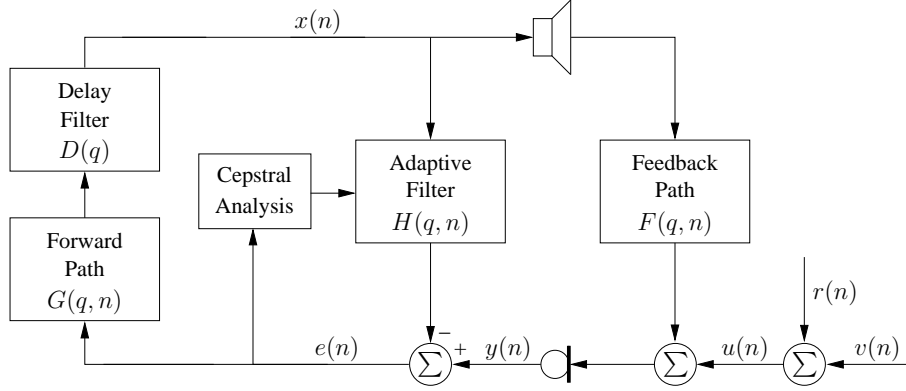 x(n)
Delay
Filter
D(q)
Cepstral
Analysis
Adaptive
Filter
H(q, n)
Feedback
Path
F(q, n)
Forward
Path
G(q, n)
r(n)
e(n)
−
+
∑
y(n)
∑
u(n)
∑
v(n)